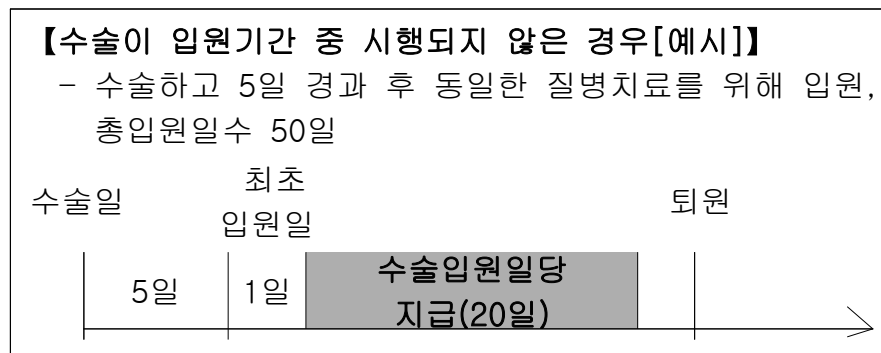 【수술이 입원기간 중 시행되지 않은 경우[예시]】
- 수술하고 5일 경과 후 동일한 질병치료를 위해 입원,
총입원일수 50일
수술일
최초
입원일
퇴원
5일
1일
수술입원일당
지급(20일)